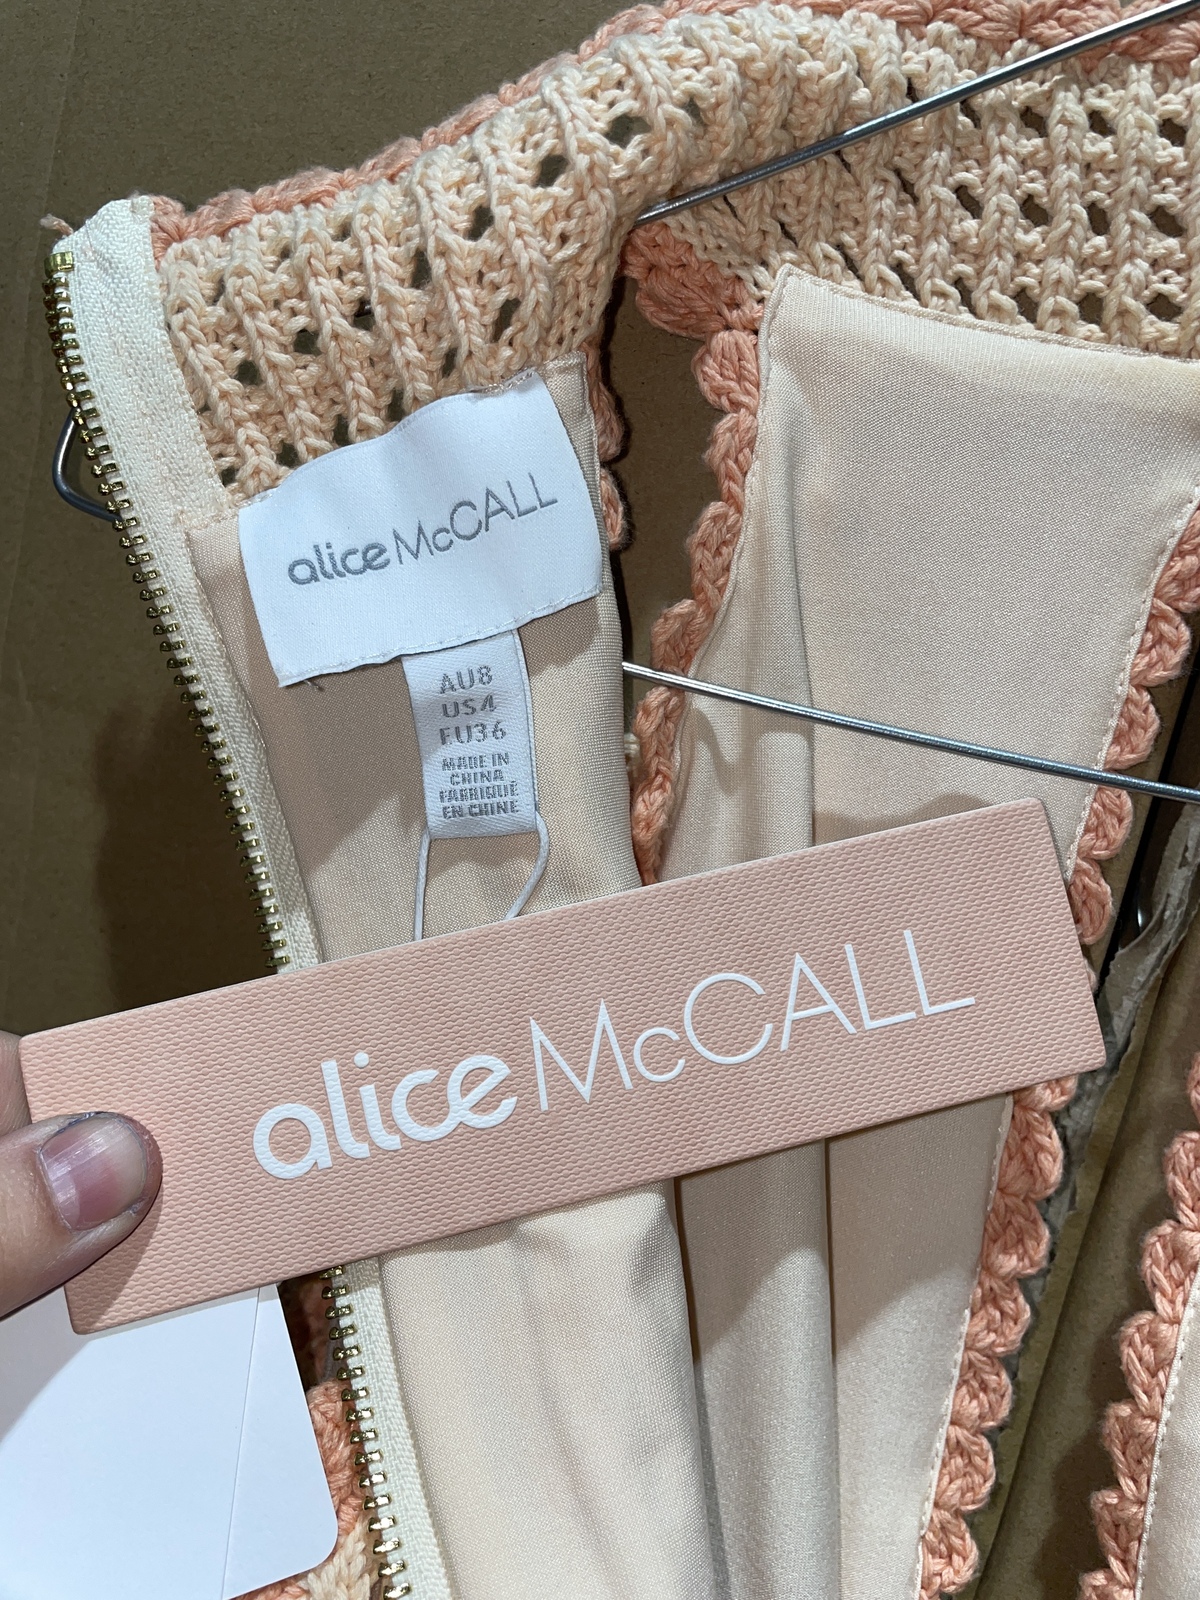 alice McCALL
AU8
US4
EU36
MADE IN
CHINA
FABRIQUÉ
EN CHINE
alice McCALL